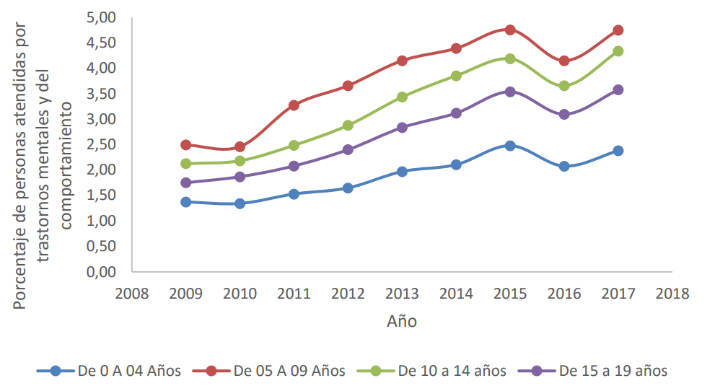 Porcentaje de personas atendidas por
trastornos mentales y del
comportamiento
5,00
4,50
4,00
3,50
3,00
2,50
2,00
1,50
1,00
0,50
0,00
2008 2009 2010 2011 2012 2013 2014 2015 2016 2017 2018
Año
De 0 A 04 Años De 05 A 09 Años De 10 a 14 años De 15 a 19 años